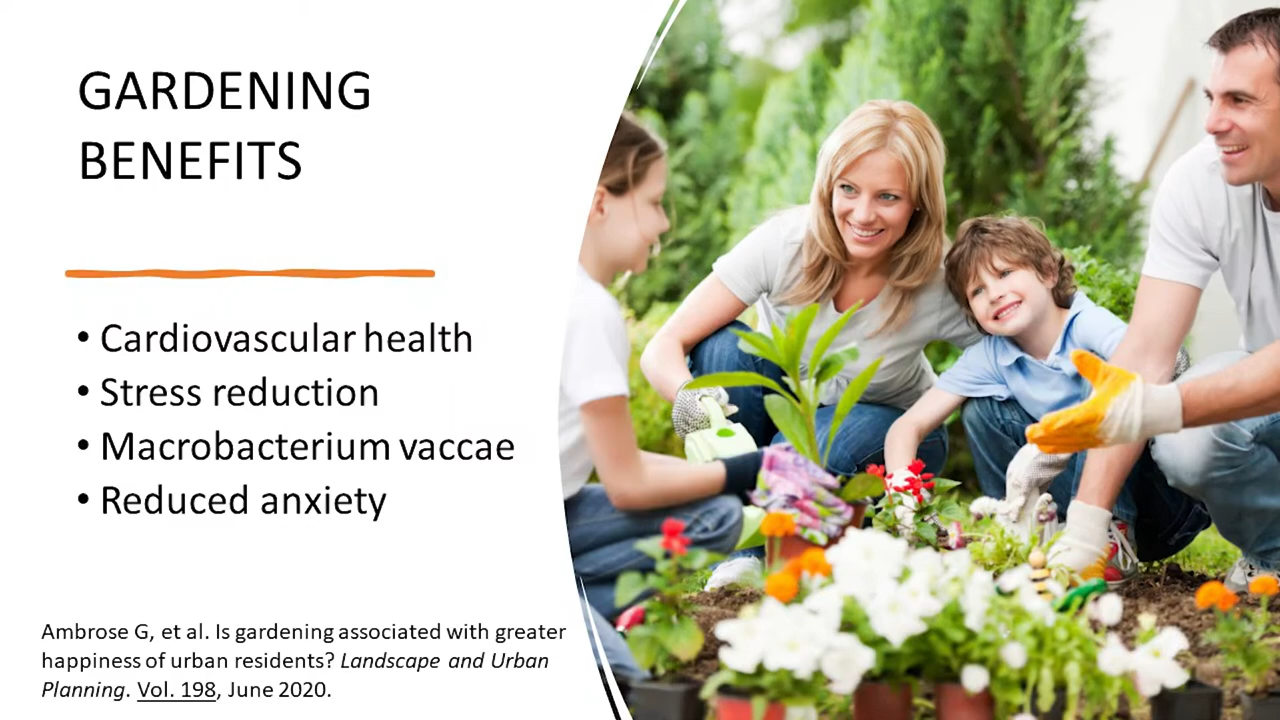 GARDENING
BENEFITS
• Cardiovascular health
• Stress reduction
• Macrobacterium vaccae
• Reduced anxiety
Ambrose G, et al. Is gardening associated with greater
happiness of urban residents? Landscape and Urban
Planning. Vol. 198, June 2020.